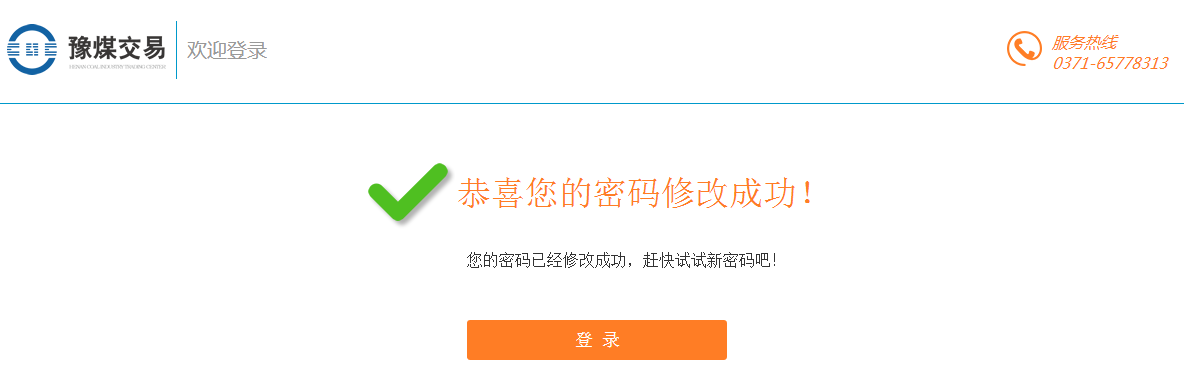 豫煤交易
HENAN COAL INDUSTRY TRADING CENTER
欢迎登录
服务热线
0371-65778313
恭喜您的密码修改成功！
您的密码已经修改成功，赶快试试新密码吧！
登 录